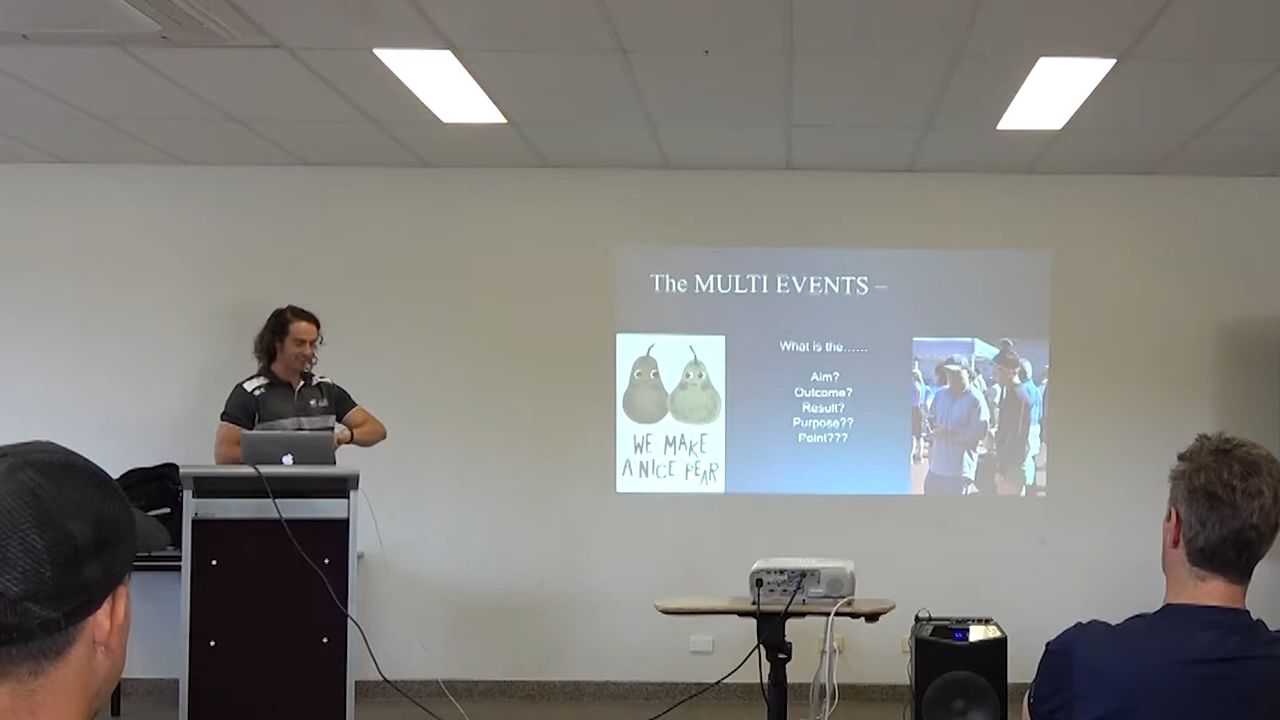 The MULTI EVENTS –
What is the......
Aim?
Outcome?
Result?
Purpose??
Point???
WE MAKE
A NICE PEAR